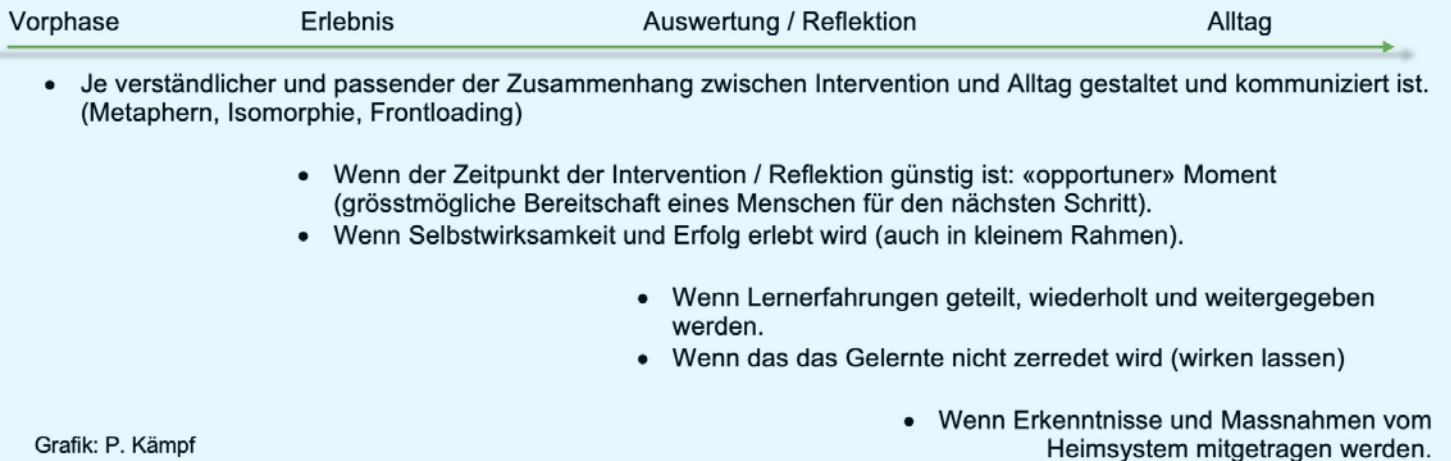 Vorphase Erlebnis Auswertung / Reflektion Alltag
• Je verständlicher und passender der Zusammenhang zwischen Intervention und Alltag gestaltet und kommuniziert ist.
(Metaphern, Isomorphie, Frontloading)
• Wenn der Zeitpunkt der Intervention / Reflektion günstig ist: «opportuner» Moment
(grösstmögliche Bereitschaft eines Menschen für den nächsten Schritt).
• Wenn Selbstwirksamkeit und Erfolg erlebt wird (auch in kleinem Rahmen).
• Wenn Lernerfahrungen geteilt, wiederholt und weitergegeben
werden.
• Wenn das das Gelernte nicht zerredet wird (wirken lassen)
• Wenn Erkenntnisse und Massnahmen vom
Heimsystem mitgetragen werden.
Grafik: P. Kämpf